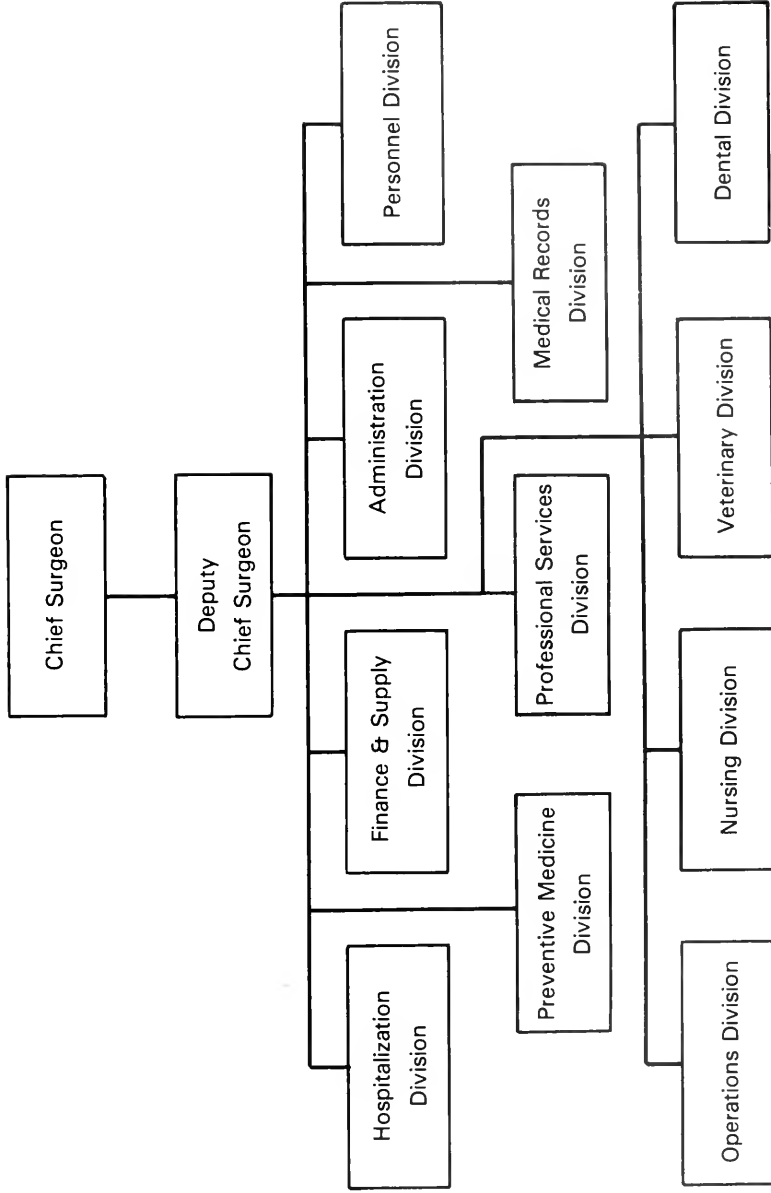 Chief Surgeon
Deputy
Chief Surgeon
Hospitalization
Division
Finance & Supply
Division
Administration
Division
Personnel Division
Preventive Medicine
Division
Professional Services
Division
Medical Records
Division
Operations Division
Nursing Division
Veterinary Division
Dental Division